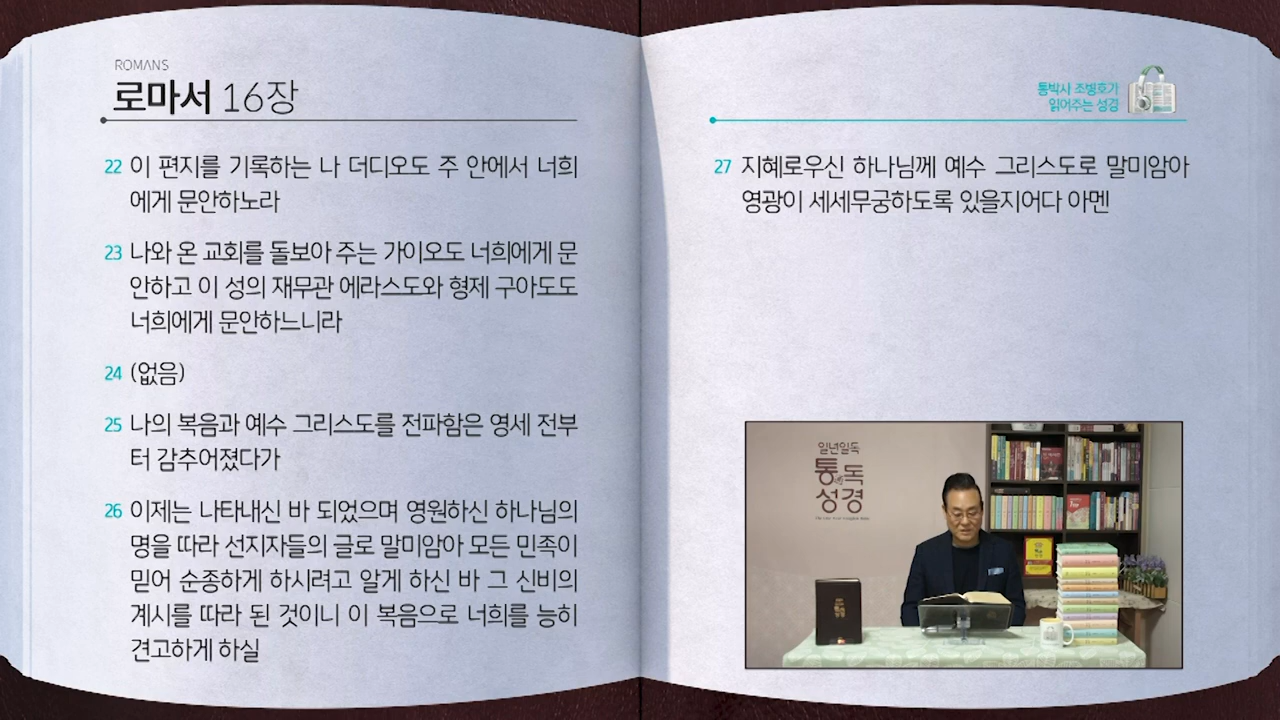 ROMANS
로마서 16장
22 이 편지를 기록하는 나 더디오도 주 안에서 너희
에게 문안하노라
23 나와 온 교회를 돌보아 주는 가이오도 너희에게 문
안하고 이 성의 재무관 에라스도와 형제 구아도도
너희에게 문안하느니라
24 (없음)
25 나의 복음과 예수 그리스도를 전파함은 영세 전부
터 감추어졌다가
26 이제는 나타내신 바 되었으며 영원하신 하나님의
명을 따라 선지자들의 글로 말미암아 모든 민족이
믿어 순종하게 하시려고 알게 하신 바 그 신비의
계시를 따라 된 것이니 이 복음으로 너희를 능히
견고하게 하실
통박사 조병호가
읽어주는 성경
27 지혜로우신 하나님께 예수 그리스도로 말미암아
영광이 세세무궁하도록 있을지어다 아멘
일년일독
통독
성경